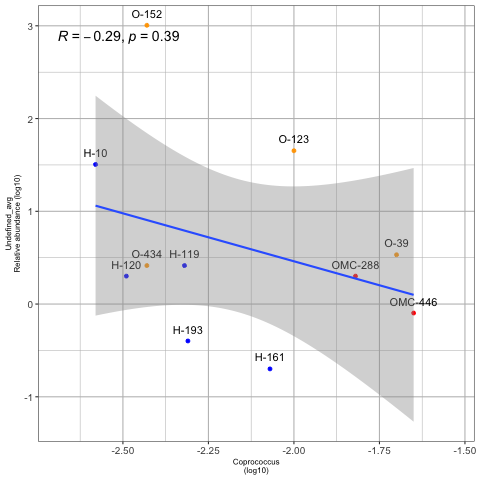 O-152
R = −0.29, p = 0.39
O-123
H-10
O-39
O-434 H-119
H-120
OMC-288
OMC-446
H-193
H-161
3
2
1
0
-1
Undefined_avg
Relative abundance (log10)
-2.50 -2.25 -2.00 -1.75 -1.50
Coprococcus
(log10)